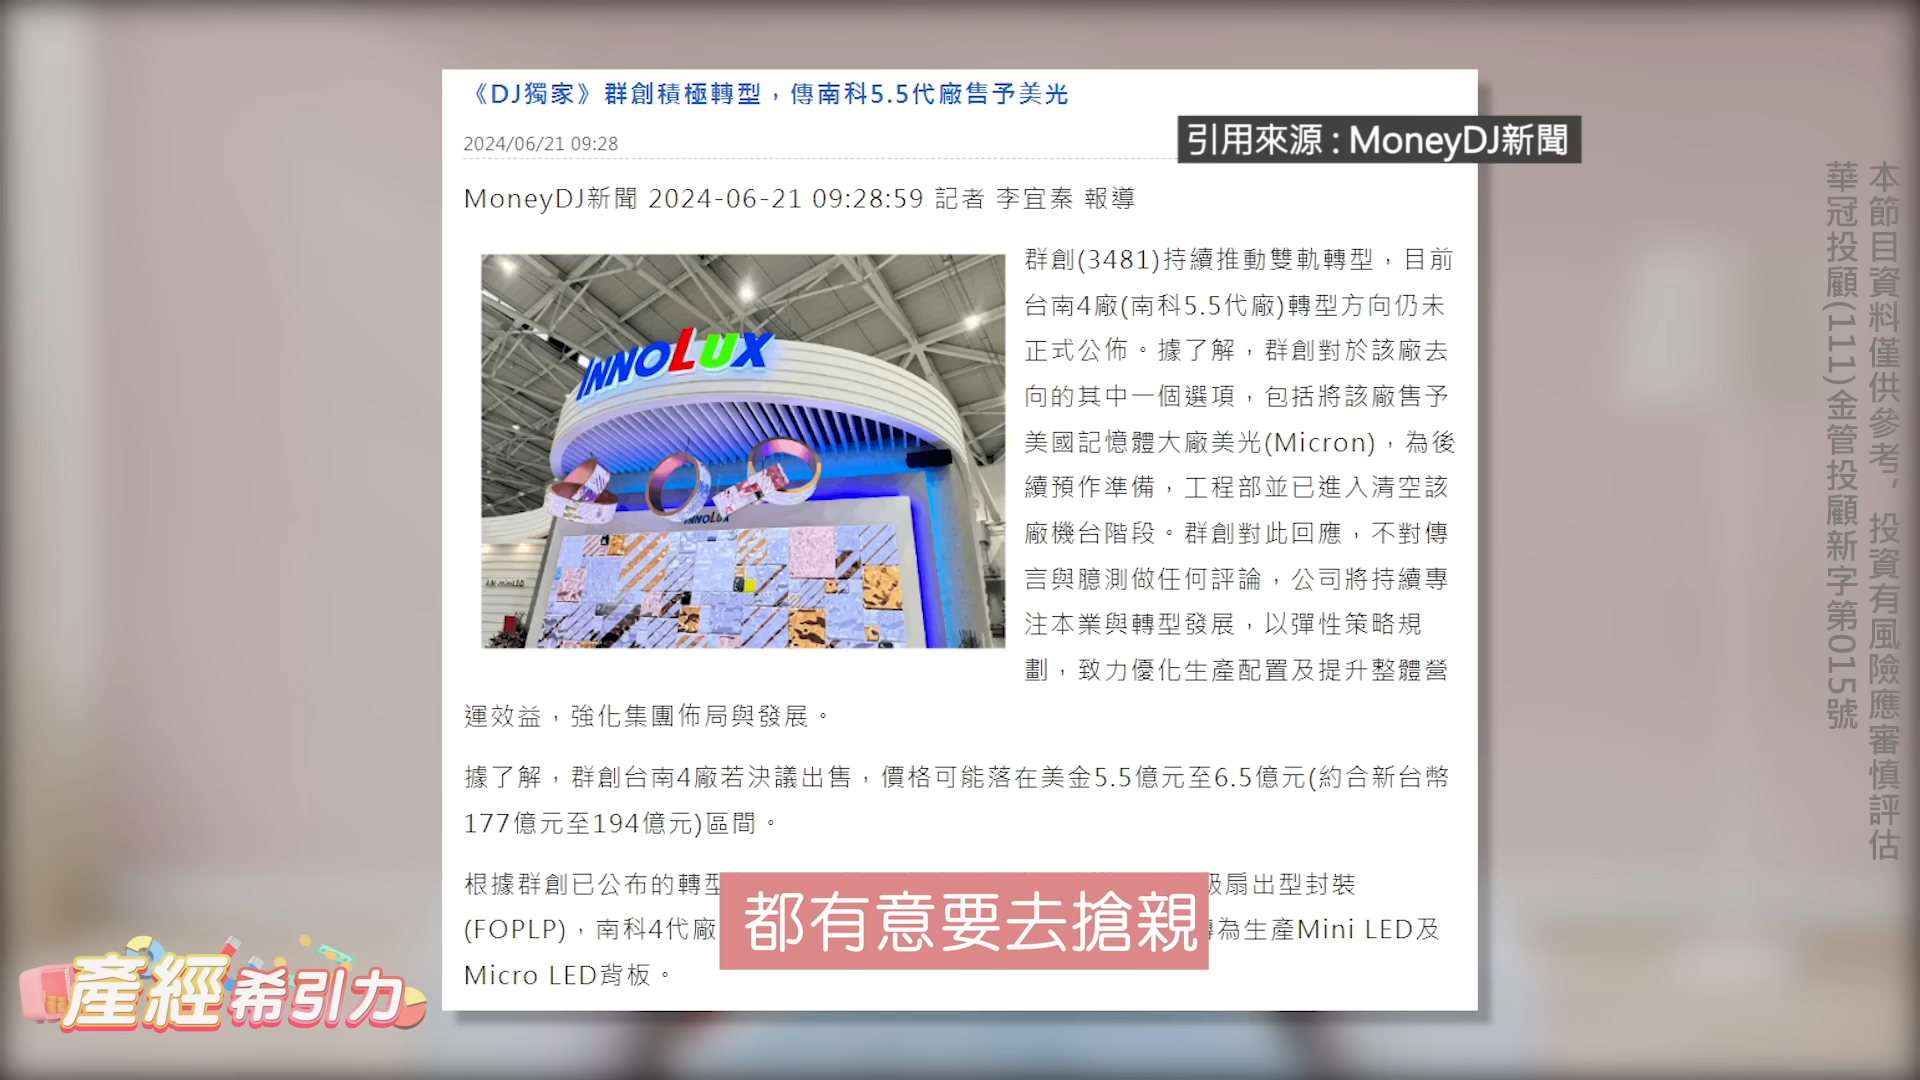 《DJ獨家》群創積極轉型，傳南科5.5代廠售予美光
2024/06/21 09:28
引用來源 : MoneyDJ新聞
MoneyDJ新聞 2024-06-21 09:28:59 記者 李宜秦 報導
INNOLUX
INNOLUX
AM-miniLED
群創(3481)持續推動雙軌轉型，目前
台南4廠(南科5.5代廠)轉型方向仍未
正式公佈。據了解，群創對於該廠去
向的其中一個選項，包括將該廠售予
美國記憶體大廠美光(Micron)，為後
續預作準備，工程部並已進入清空該
廠機台階段。群創對此回應，不對傳
言與臆測做任何評論，公司將持續專
注本業與轉型發展，以彈性策略規
劃，致力優化生產配置及提升整體營
運效益，強化集團佈局與發展。
據了解，群創台南4廠若決議出售，價格可能落在美金5.5億元至6.5億元(約合新台幣
177億元至194億元)區間。
根據群創已公布的轉型 級扇出型封裝
(FOPLP)，南科4代廠 轉為生產Mini LED及
Micro LED背板。
都有意要去搶親
產經希引力
本節目資料僅供參考，投資有風險應審慎評估
華冠投顧(111)金管投顧新字第015號